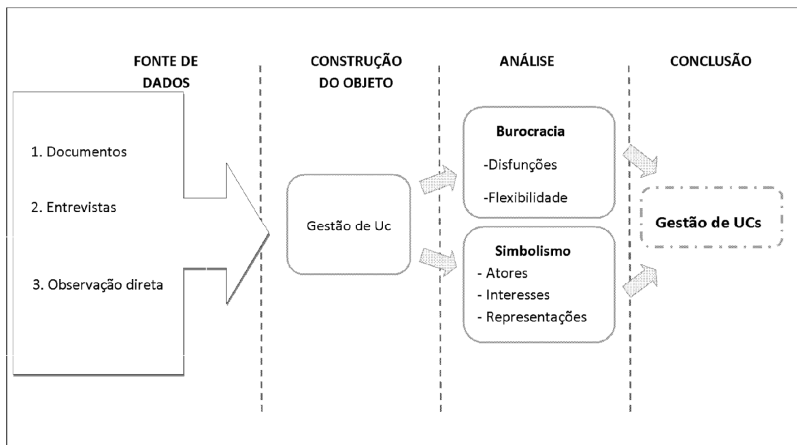 FONTE DE
DADOS
CONSTRUÇÃO
DO OBJETO
ANÁLISE
CONCLUSÃO
1. Documentos
2. Entrevistas
3. Observação direta
Gestão de Uc
Burocracia
-Disfunções
-Flexibilidade
Simbolismo
- Atores
- Interesses
- Representações
Gestão de UCs